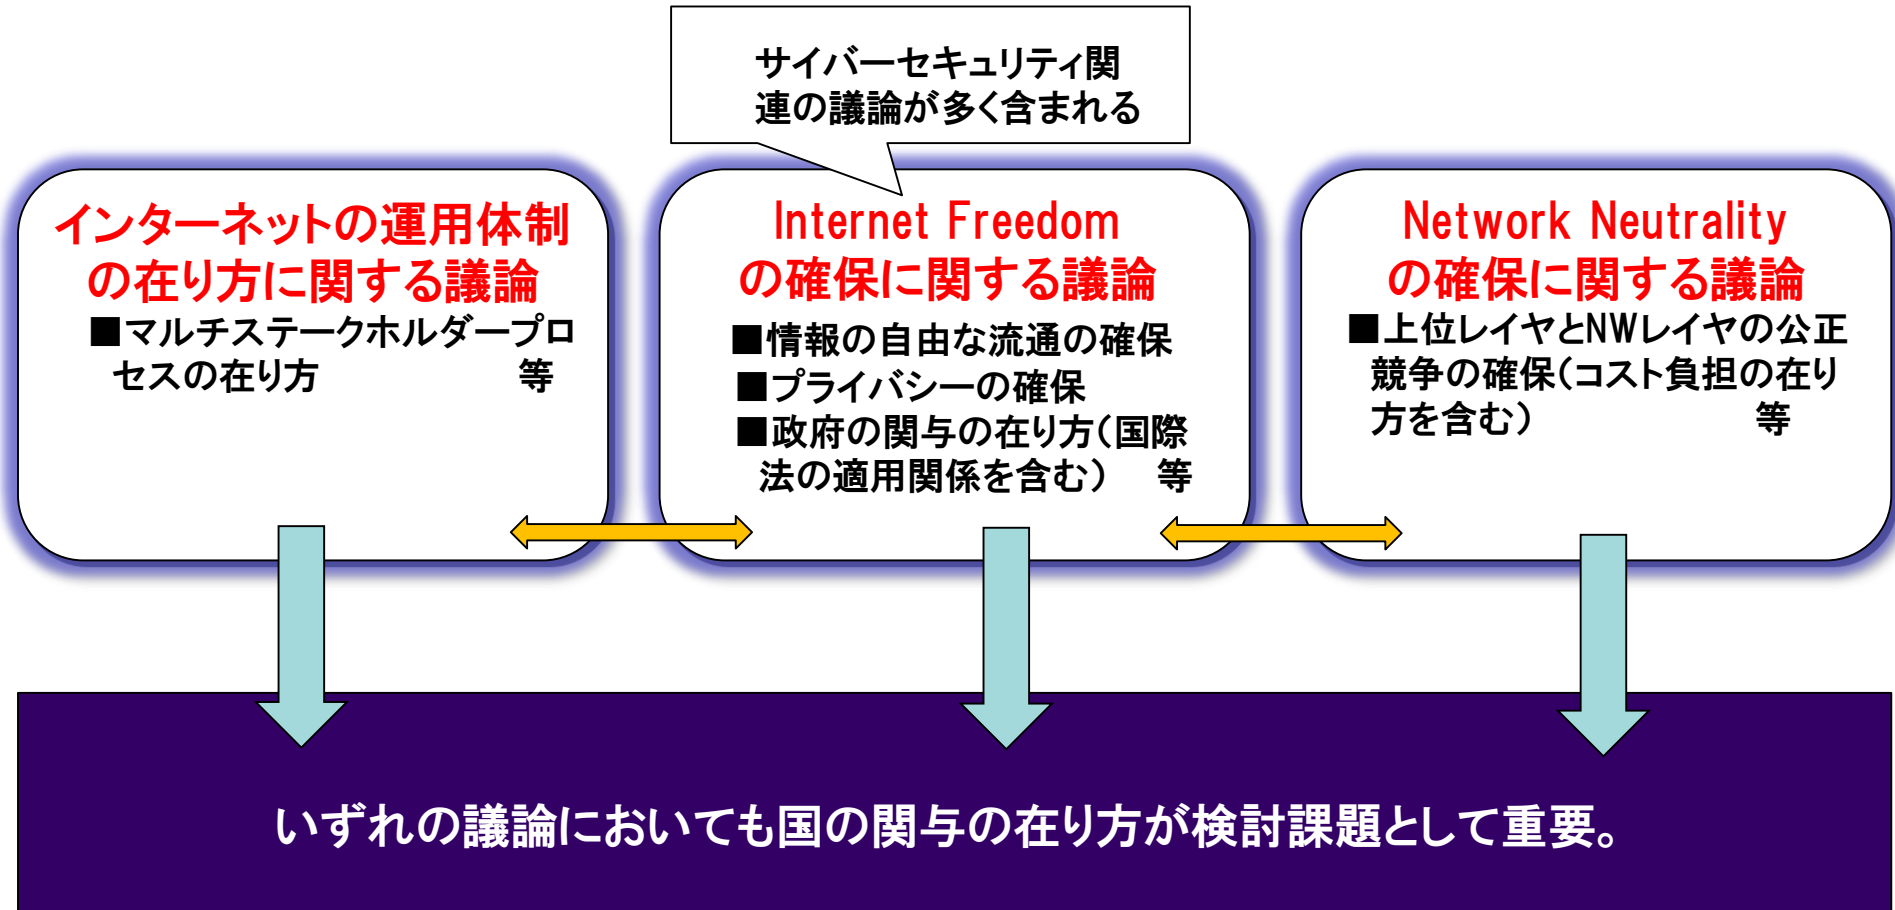 サイバーセキュリティ関
連の議論が多く含まれる
インターネットの運用体制
の在り方に関する議論
■マルチステークホルダープロ
セスの在り方 等
Internet Freedom
の確保に関する議論
■情報の自由な流通の確保
■プライバシーの確保
■政府の関与の在り方(国際
法の適用関係を含む) 等
Network Neutrality
の確保に関する議論
■上位レイヤとNWレイヤの公正
競争の確保(コスト負担の在り
方を含む) 等
いずれの議論においても国の関与の在り方が検討課題として重要。